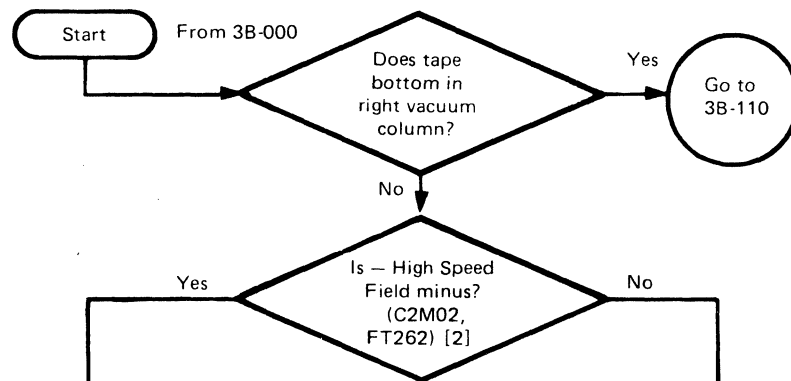 Start
From 3B-000
Does tape
bottom in
right vacuum
column?
Yes
Go to
3B-110
No
Is — High Speed
Field minus?
(C2M02,
FT262) [2]
Yes
No